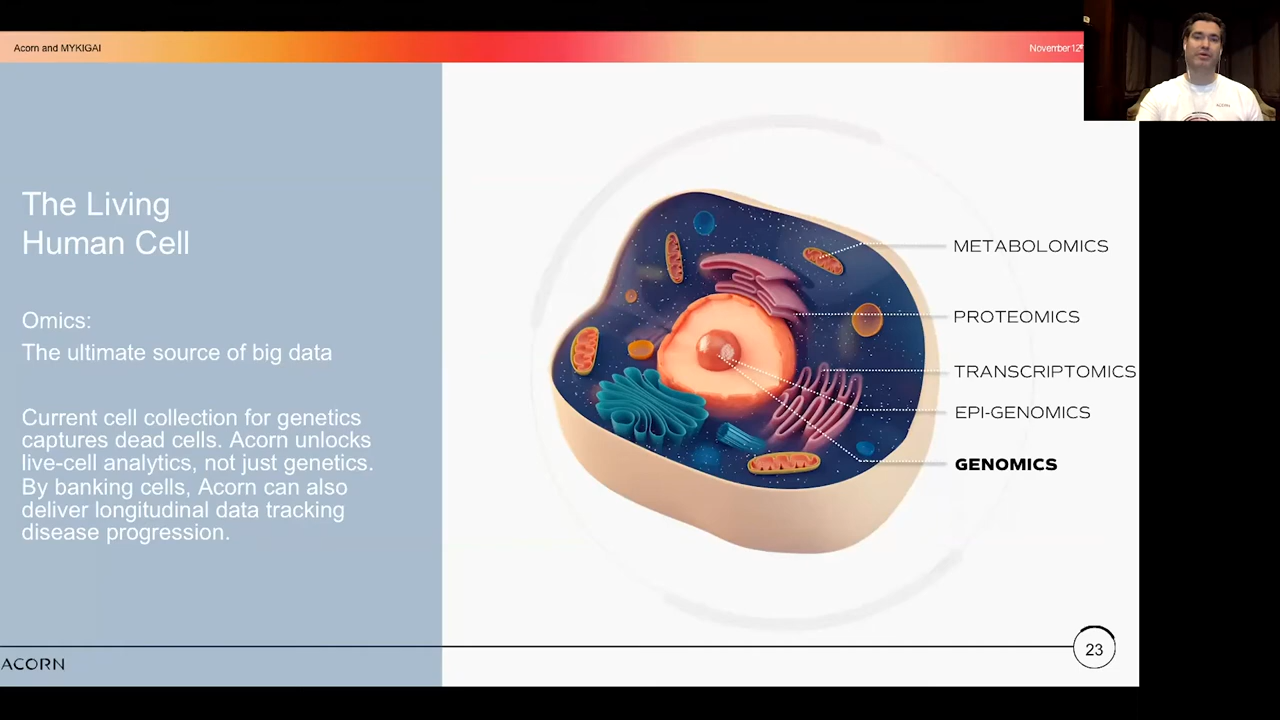 Acorn and MYKIGAI
November 12
The Living
Human Cell
Omics:
The ultimate source of big data
Current cell collection for genetics
captures dead cells. Acorn unlocks
live-cell analytics, not just genetics.
By banking cells, Acorn can also
deliver longitudinal data tracking
disease progression.
METABOLOMICS
PROTEOMICS
TRANSCRIPTOMICS
EPI-GENOMICS
GENOMICS
ACORN
23